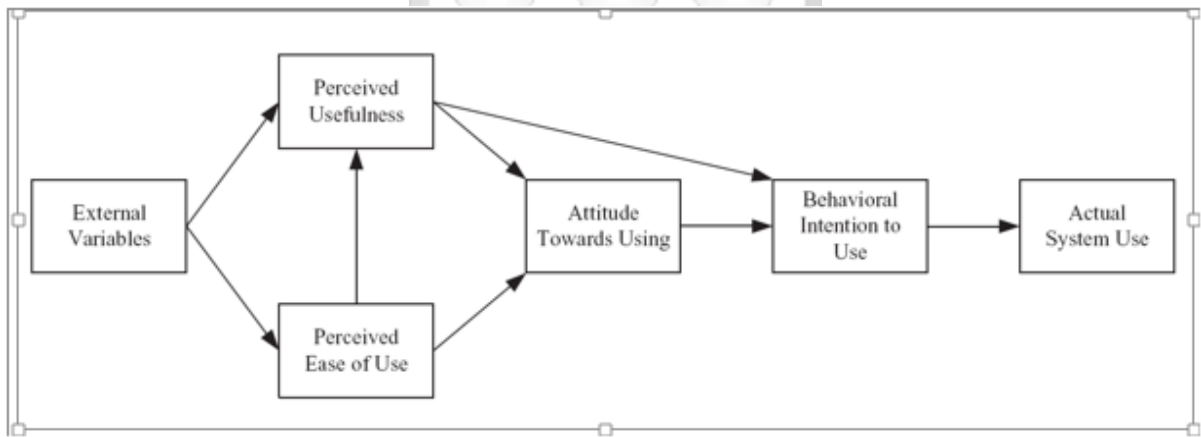 Perceived
Usefulness
External
Variables
Attitude
Towards Using
Behavioral
Intention to
Use
Actual
System Use
Perceived
Ease of Use